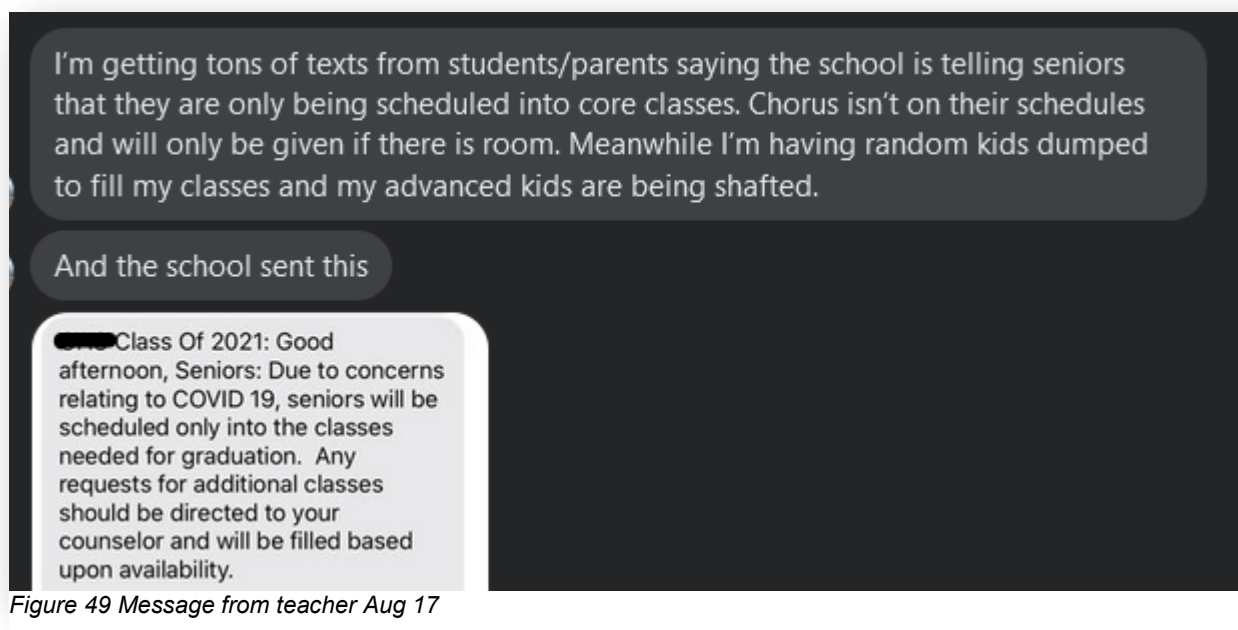 I'm getting tons of texts from students/parents saying the school is telling seniors
that they are only being scheduled into core classes. Chorus isn't on their schedules
and will only be given if there is room. Meanwhile I'm having random kids dumped
to fill my classes and my advanced kids are being shafted.
And the school sent this
Class Of 2021: Good
afternoon, Seniors: Due to concerns
relating to COVID 19, seniors will be
scheduled only into the classes
needed for graduation.  Any
requests for additional classes
should be directed to your
counselor and will be filled based
upon availability.
Figure 49 Message from teacher Aug 17